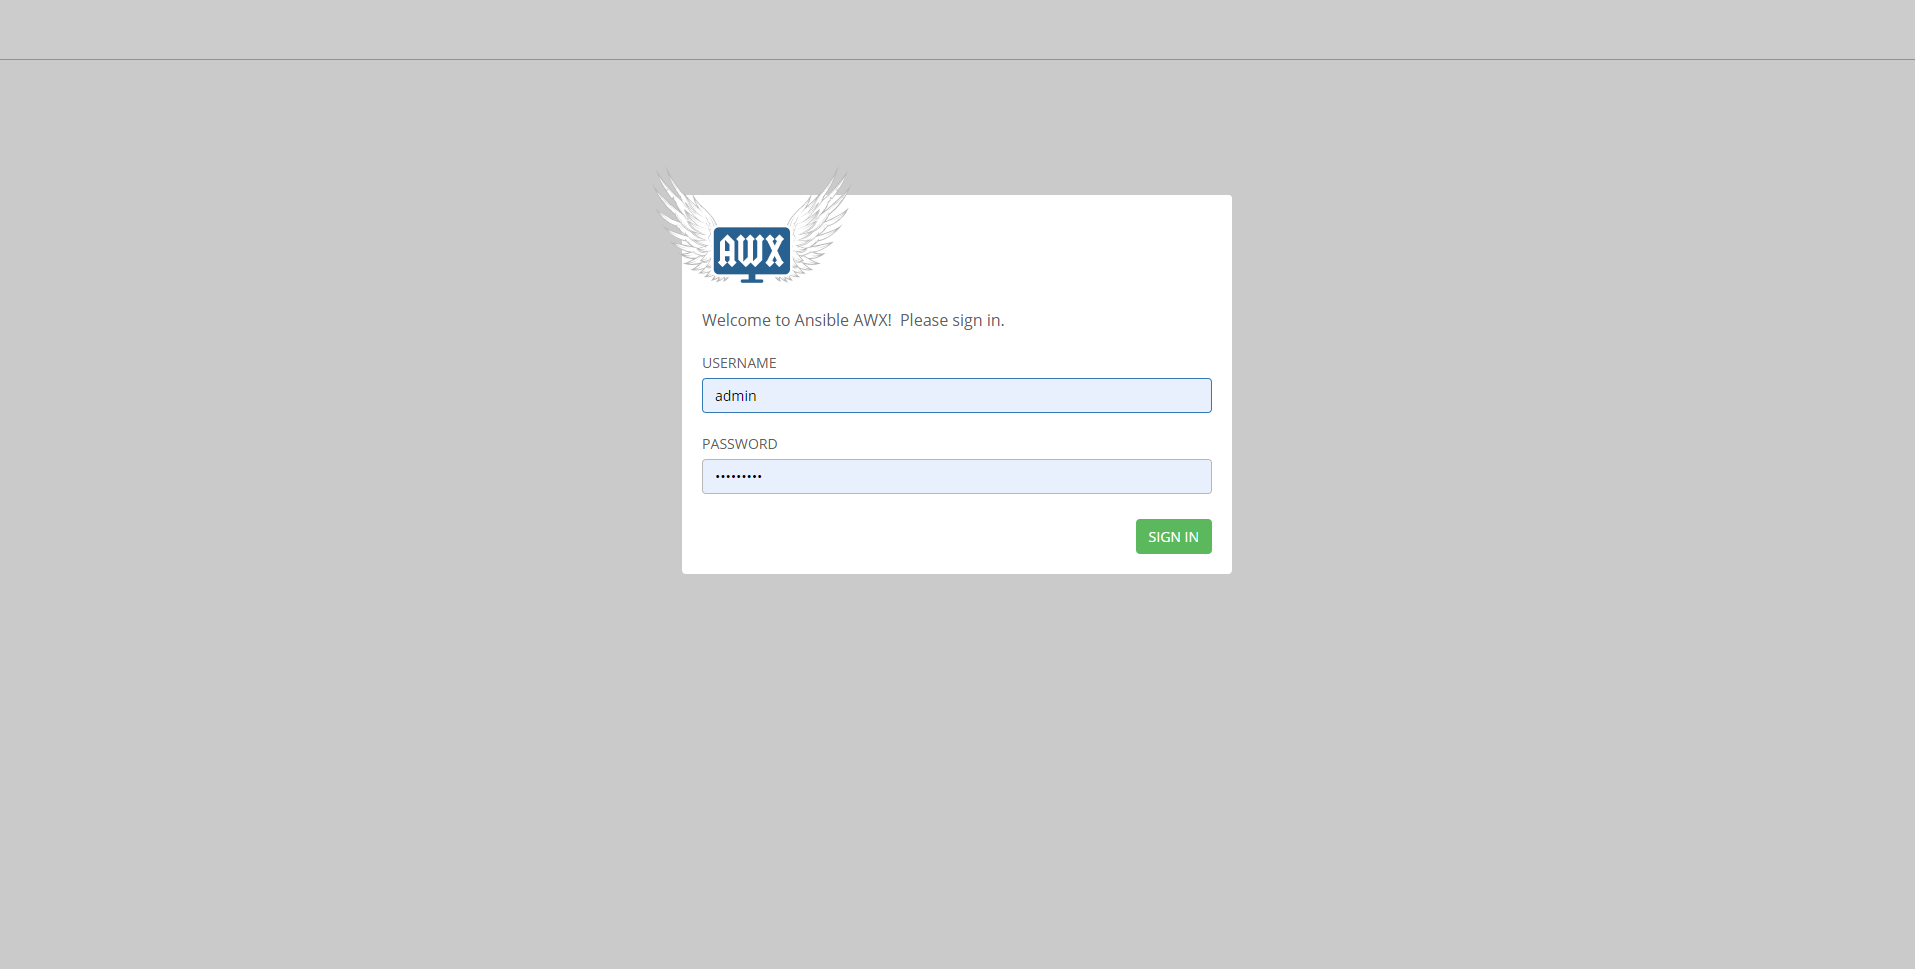 AWX
Welcome to Ansible AWX!  Please sign in.
USERNAME
admin
PASSWORD
•••••••••
SIGN IN